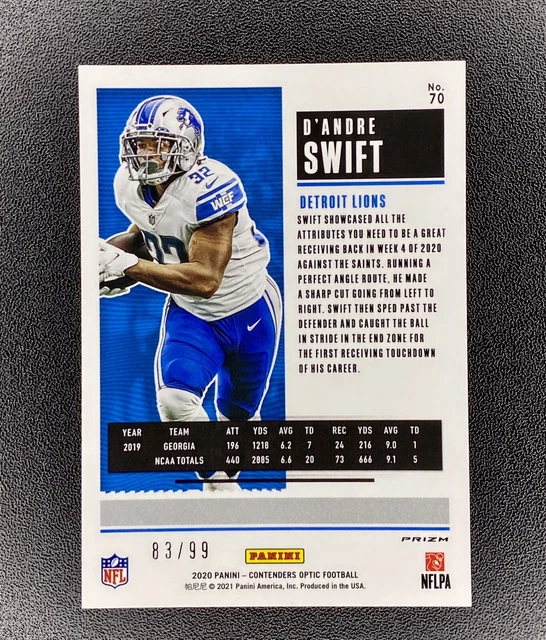 No.
70
D'ANDRE
SWIFT
DETROIT LIONS
SWIFT SHOWCASED ALL THE
ATTRIBUTES YOU NEED TO BE A GREAT
RECEIVING BACK IN WEEK 4 OF 2020
AGAINST THE SAINTS. RUNNING A
PERFECT ANGLE ROUTE, HE MADE
A SHARP CUT GOING FROM LEFT TO
RIGHT. SWIFT THEN SPED PAST THE
DEFENDER AND CAUGHT THE BALL
IN STRIDE IN THE END ZONE FOR
THE FIRST RECEIVING TOUCHDOWN
OF HIS CAREER.
32
WCF
32
YEAR TEAM ATT YDS AVG TD REC YDS AVG TD
2019 GEORGIA 196 1218 6.2 7 24 216 9.0 1
NCAA TOTALS 440 2885 6.6 20 73 666 9.1 5
PRIZM
83/99
PANINI
NFL
NFLPA
2020 PANINI – CONTENDERS OPTIC FOOTBALL
帕尼尼 © 2021 Panini America, Inc. Produced in the USA.